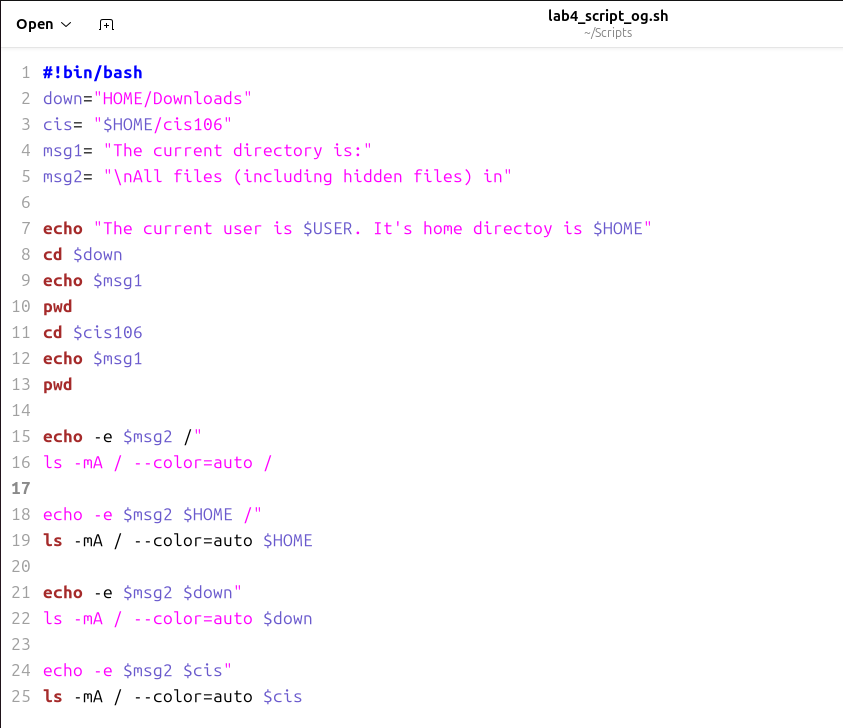 Open
lab4_script_og.sh
~/Scripts
1 #!bin/bash
2 down="HOME/Downloads"
3 cis= "$HOME/cis106"
4 msg1= "The current directory is:"
5 msg2= "\nAll files (including hidden files) in"
6
7 echo "The current user is $USER. It's home directoy is $HOME"
8 cd $down
9 echo $msg1
10 pwd
11 cd $cis106
12 echo $msg1
13 pwd
14
15 echo -e $msg2 /"
16 ls -mA / --color=auto /
17
18 echo -e $msg2 $HOME /"
19 ls -mA / --color=auto $HOME
20
21 echo -e $msg2 $down"
22 ls -mA / --color=auto $down
23
24 echo -e $msg2 $cis"
25 ls -mA / --color=auto $cis